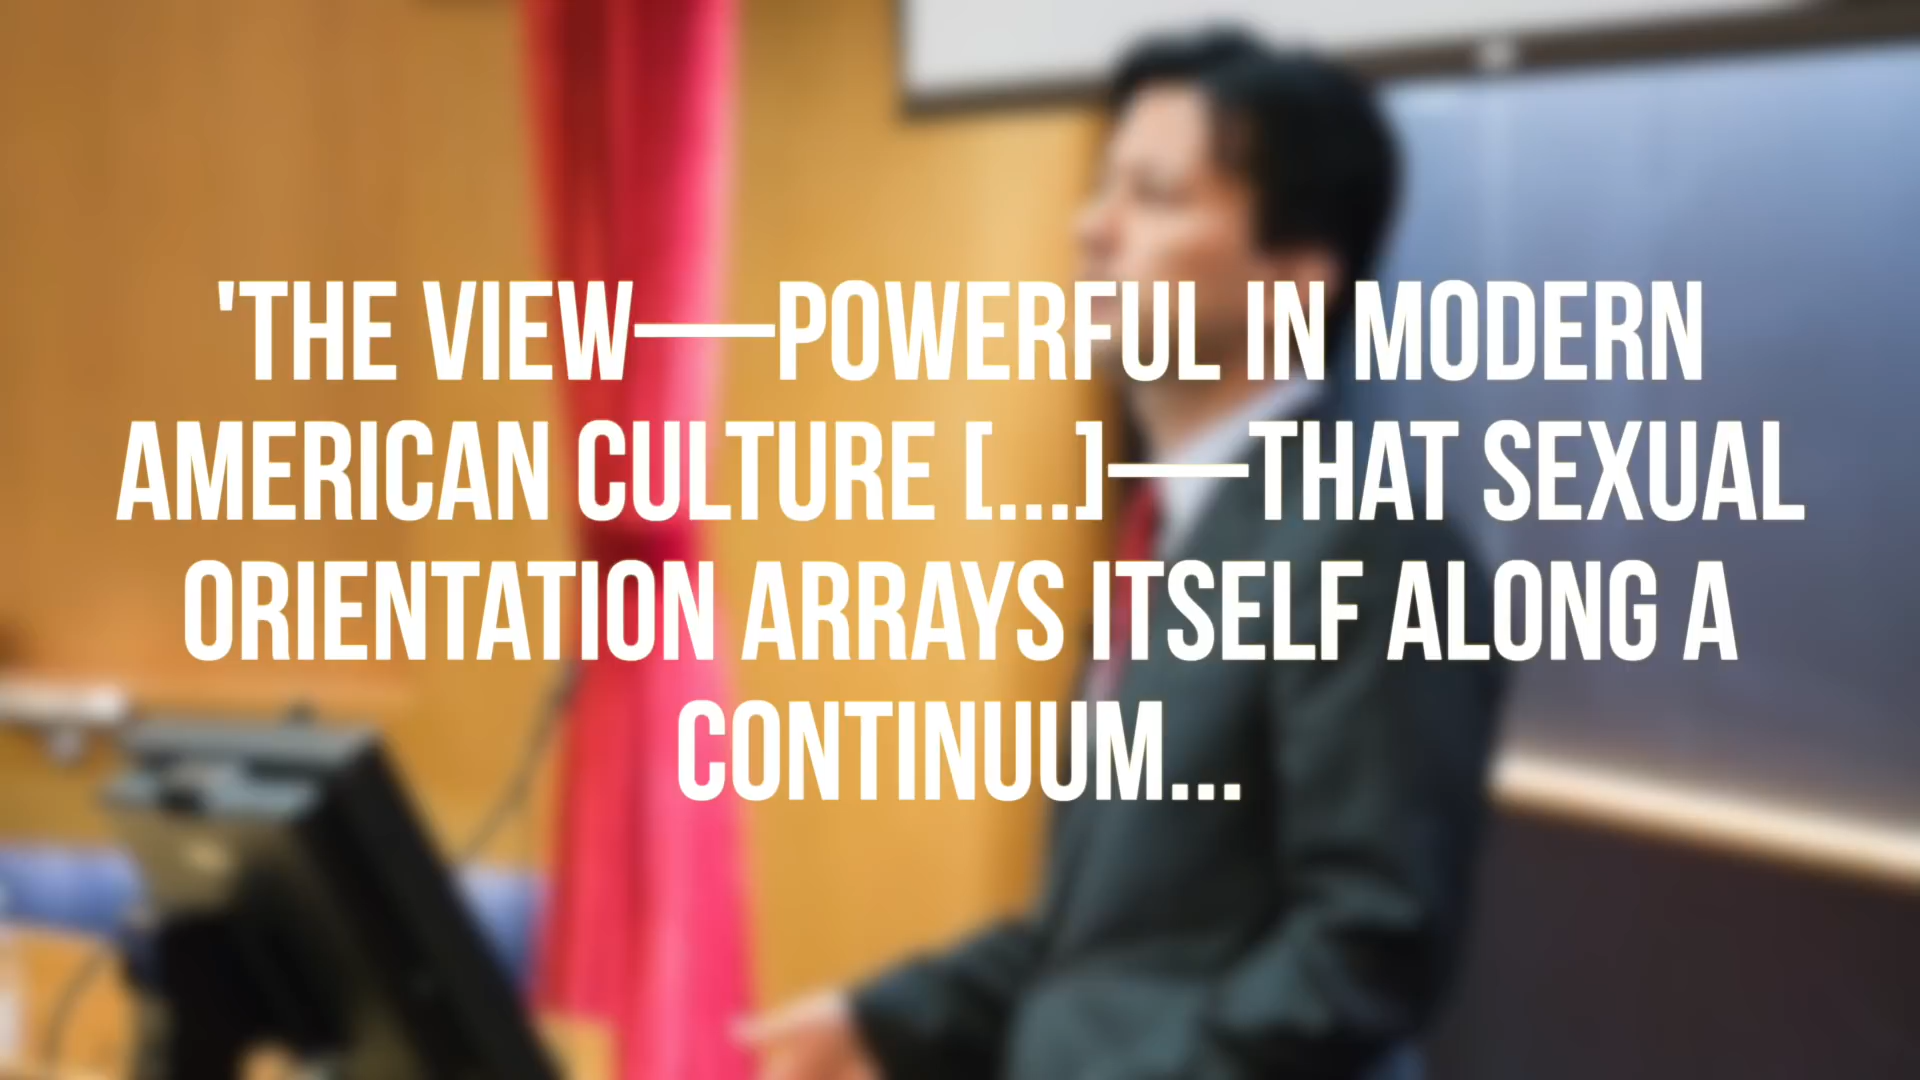 'THE VIEW—POWERFUL IN MODERN
AMERICAN CULTURE [...]—THAT SEXUAL
ORIENTATION ARRAYS ITSELF ALONG A
CONTINUUM...